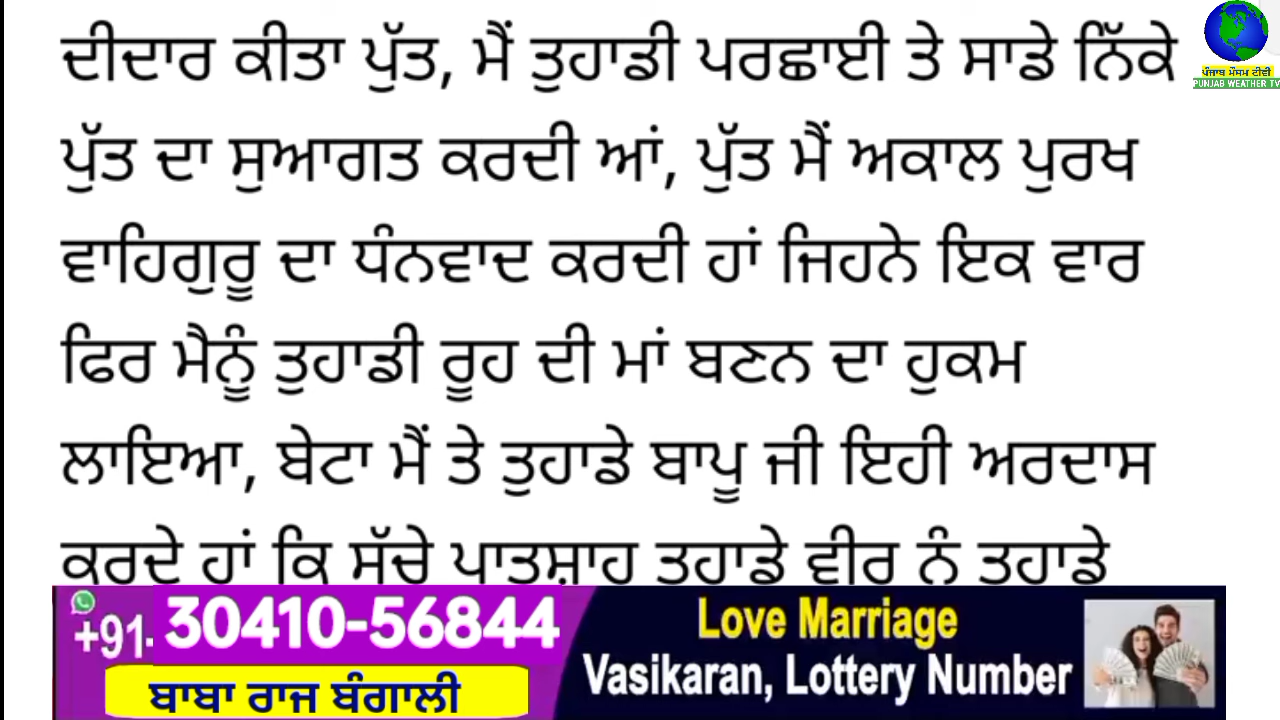 ਦੀਦਾਰ ਕੀਤਾ ਪੁੱਤ, ਮੈਂ ਤੁਹਾਡੀ ਪਰਛਾਈ ਤੇ ਸਾਡੇ ਨਿੱਕੇ
ਪੰਜਾਬ ਮੌਸਮ ਟੀਵੀ
PUNJAB WEATHER TV
ਪੁੱਤ ਦਾ ਸੁਆਗਤ ਕਰਦੀ ਆਂ, ਪੁੱਤ ਮੈਂ ਅਕਾਲ ਪੁਰਖ
ਵਾਹਿਗੁਰੂ ਦਾ ਧੰਨਵਾਦ ਕਰਦੀ ਹਾਂ ਜਿਹਨੇ ਇਕ ਵਾਰ
ਫਿਰ ਮੈਨੂੰ ਤੁਹਾਡੀ ਰੂਹ ਦੀ ਮਾਂ ਬਣਨ ਦਾ ਹੁਕਮ
ਲਾਇਆ, ਬੇਟਾ ਮੈਂ ਤੇ ਤੁਹਾਡੇ ਬਾਪੂ ਜੀ ਇਹੀ ਅਰਦਾਸ
ਕਰਦੇ ਹਾਂ ਕਿ ਸੱਚੇ ਪਾਤਸ਼ਾਹ ਤੁਹਾਡੇ ਵੀਰ ਨੂੰ ਤੁਹਾਡੇ
+91. 30410-56844
ਬਾਬਾ ਰਾਜ ਬੰਗਾਲੀ
Love Marriage
Vasikaran, Lottery Number